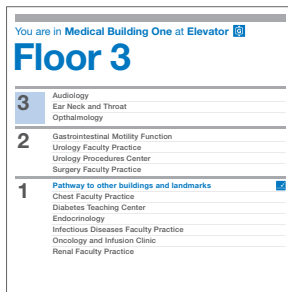 You are in Medical Building One at Elevator
Floor 3
3
Audiology
Ear Neck and Throat
Opthalmology
2
Gastrointestinal Motility Function
Urology Faculty Practice
Urology Procedures Center
Surgery Faculty Practice
1
Pathway to other buildings and landmarks
Chest Faculty Practice
Diabetes Teaching Center
Endocrinology
Infectious Diseases Faculty Practice
Oncology and Infusion Clinic
Renal Faculty Practice